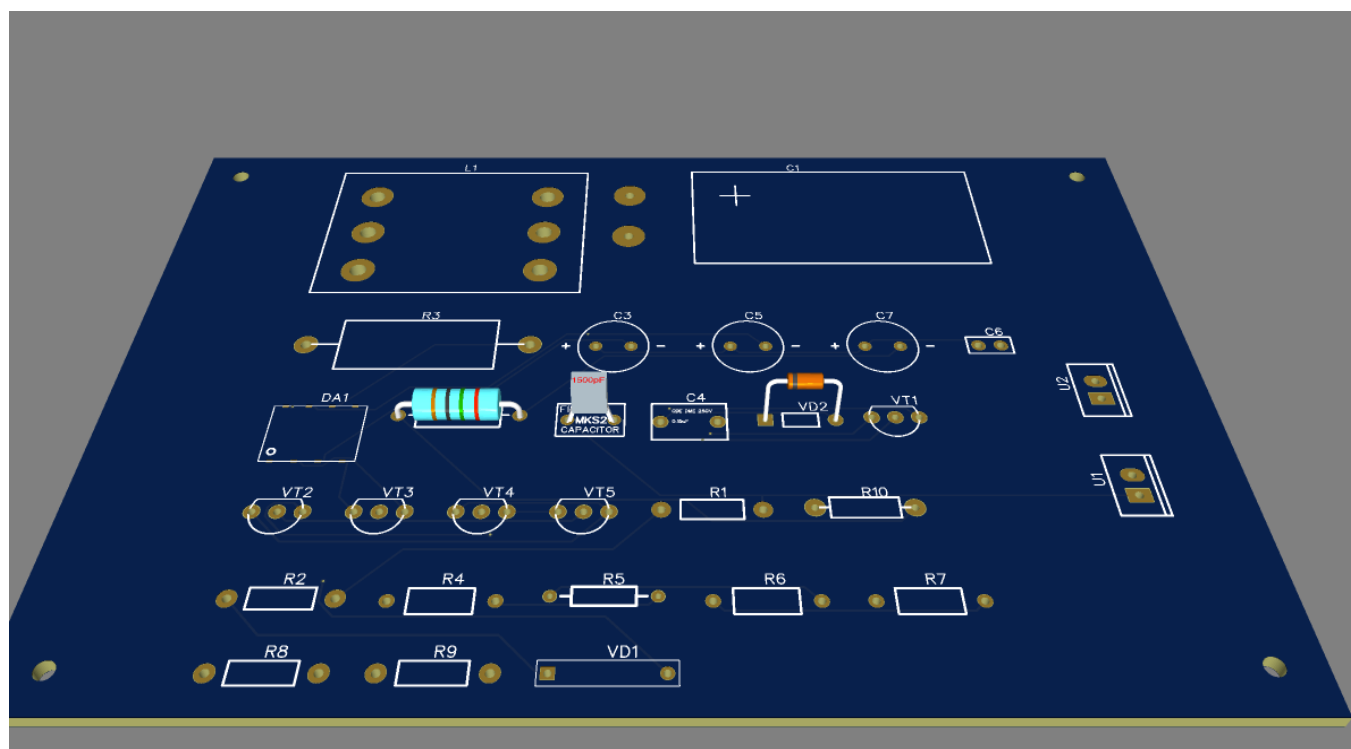 L1
C1
R3
C3
C5
C7
+
-
+
-
+
-
C6
U2
1500pF
MKS2
CAPACITOR
C4
VD2
VT1
DA1
U1
VT2
VT3
VT4
VT5
R1
R10
R2
R4
R5
R6
R7
R8
R9
VD1